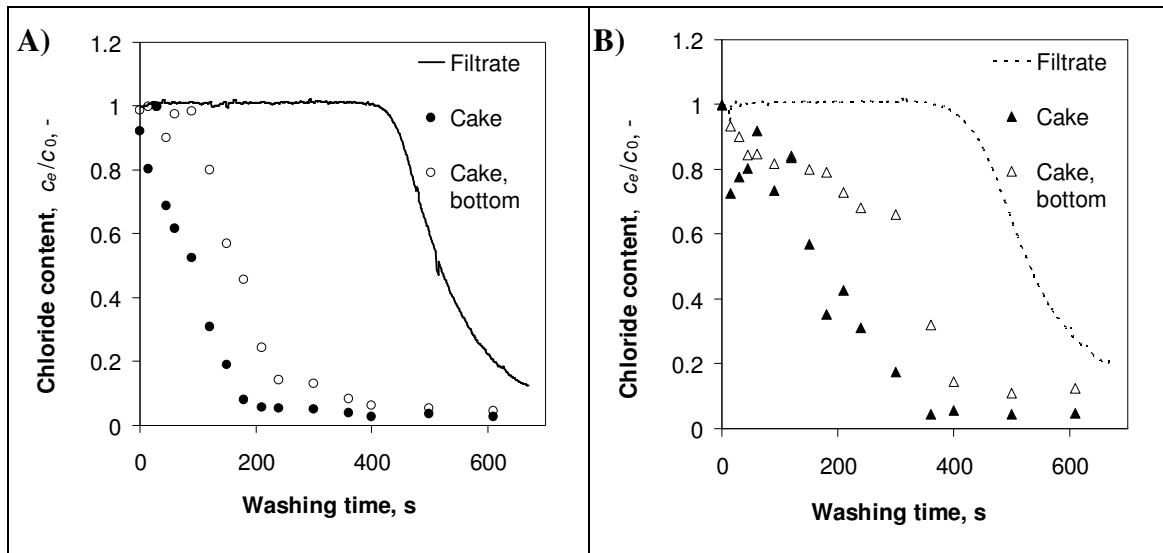 A)
Chloride content, ce/c0, -
1.2
1
0.8
0.6
0.4
0.2
0
0 200 400 600
Washing time, s
Filtrate
Cake
Cake,
bottom
B)
Chloride content, ce/c0, -
1.2
1
0.8
0.6
0.4
0.2
0
0 200 400 600
Washing time, s
Filtrate
Cake
Cake,
bottom